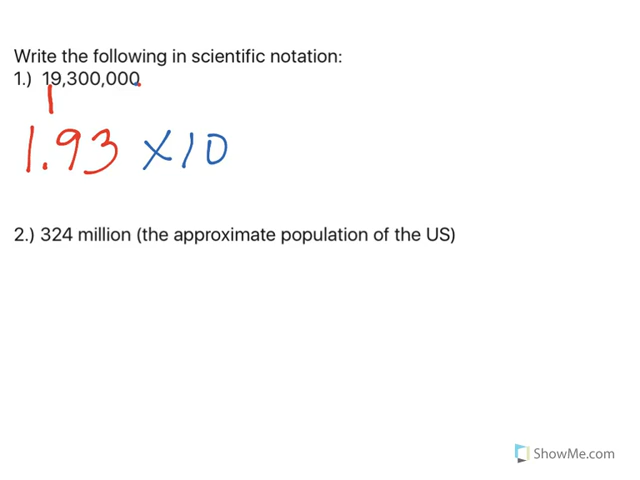 Write the following in scientific notation:
1.) 19,300,000.
1.93 ×10
2.) 324 million (the approximate population of the US)
ShowMe.com